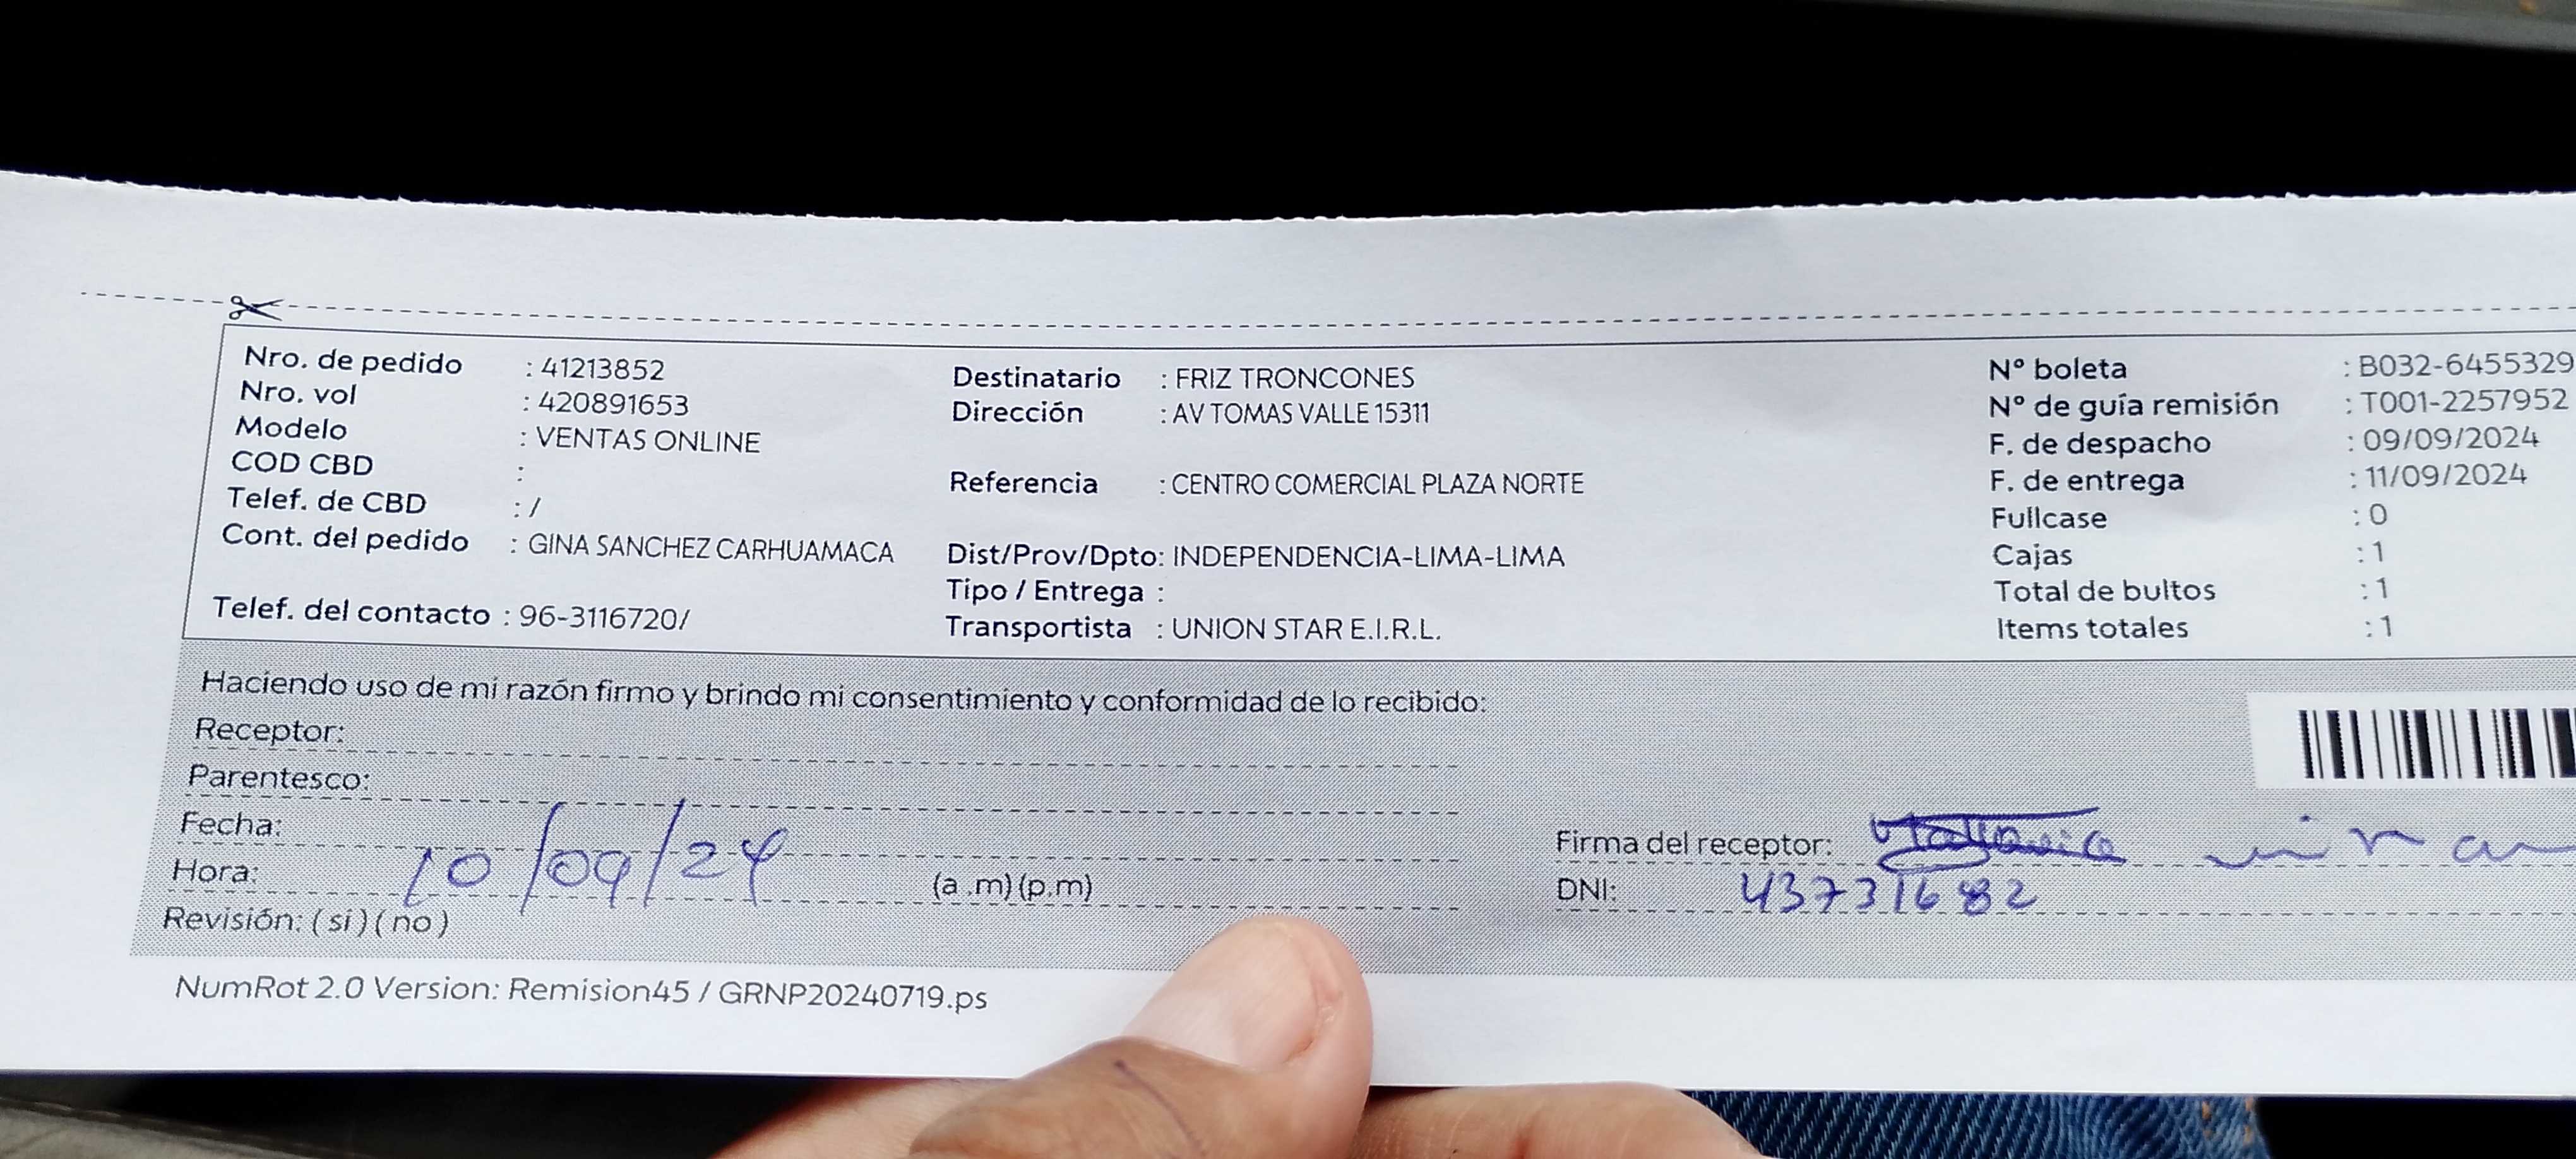 Nro. de pedido : 41213852
Nro. vol : 420891653
Modelo : VENTAS ONLINE
COD CBD :
Telef. de CBD : /
Cont. del pedido : GINA SANCHEZ CARHUAMACA
Telef. del contacto : 96-3116720/
Destinatario : FRIZ TRONCONES
Dirección : AV TOMAS VALLE 15311
Referencia : CENTRO COMERCIAL PLAZA NORTE
Dist/Prov/Dpto: INDEPENDENCIA-LIMA-LIMA
Tipo / Entrega :
Transportista : UNION STAR E.I.R.L.
Nº boleta : B032-6455329
Nº de guía remisión : T001-2257952
F. de despacho : 09/09/2024
F. de entrega : 11/09/2024
Fullcase : 0
Cajas : 1
Total de bultos : 1
Items totales : 1
Haciendo uso de mi razón firmo y brindo mi consentimiento y conformidad de lo recibido:
Receptor:
Parentesco:
Fecha: 10/09/24
Hora: (a .m) (p.m)
Revisión: ( si ) ( no )
Firma del receptor:
DNI: 43731682
NumRot 2.0 Version: Remision45 / GRNP20240719.ps